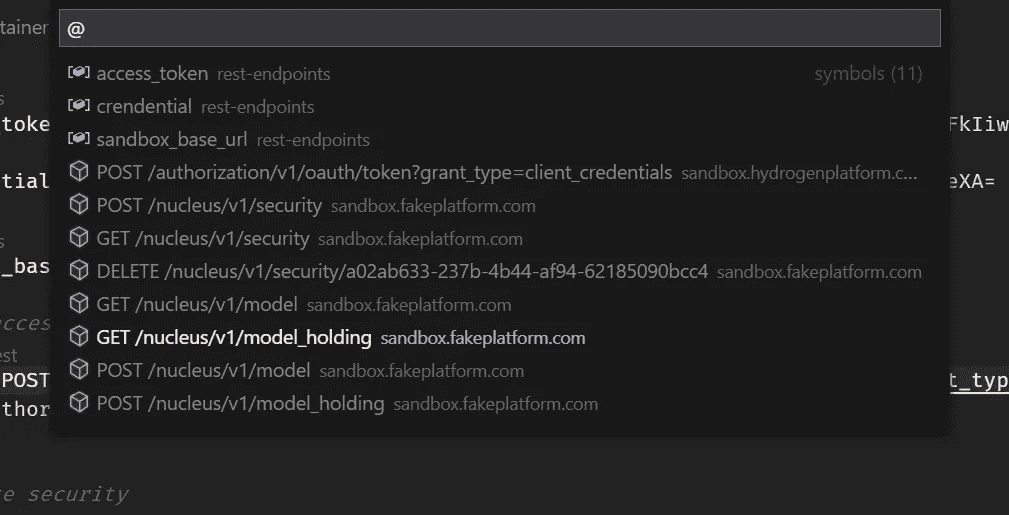 @
tainer
access_token rest-endpoints symbols (11)
s
crendential rest-endpoints
_toke FkIiw
sandbox_base_url rest-endpoints
POST /authorization/v1/oauth/token?grant_type=client_credentials sandbox.hydrogenplatform.c...
tial eXA=
POST /nucleus/v1/security sandbox.fakeplatform.com
GET /nucleus/v1/security sandbox.fakeplatform.com
s
_bas
DELETE /nucleus/v1/security/a02ab633-237b-4b44-af94-62185090bcc4 sandbox.fakeplatform.com
GET /nucleus/v1/model sandbox.fakeplatform.com
acces
GET /nucleus/v1/model_holding sandbox.fakeplatform.com
est
POST /nucleus/v1/model sandbox.fakeplatform.com
POST t_typ
POST /nucleus/v1/model_holding sandbox.fakeplatform.com
thor
te security